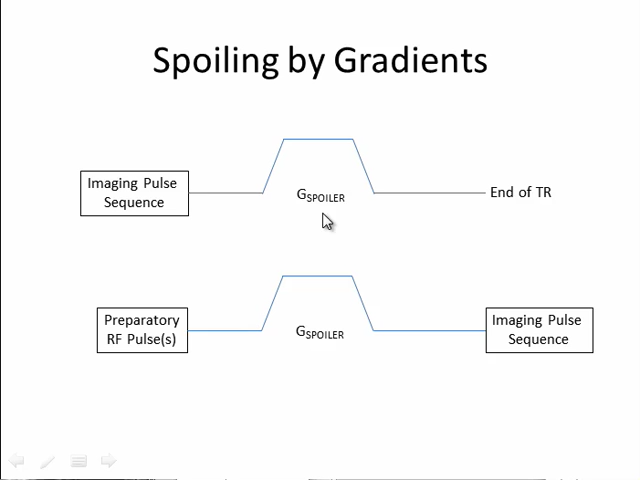 Spoiling by Gradients
Imaging Pulse
Sequence
GSPOILER
End of TR
Preparatory
RF Pulse(s)
GSPOILER
Imaging Pulse
Sequence